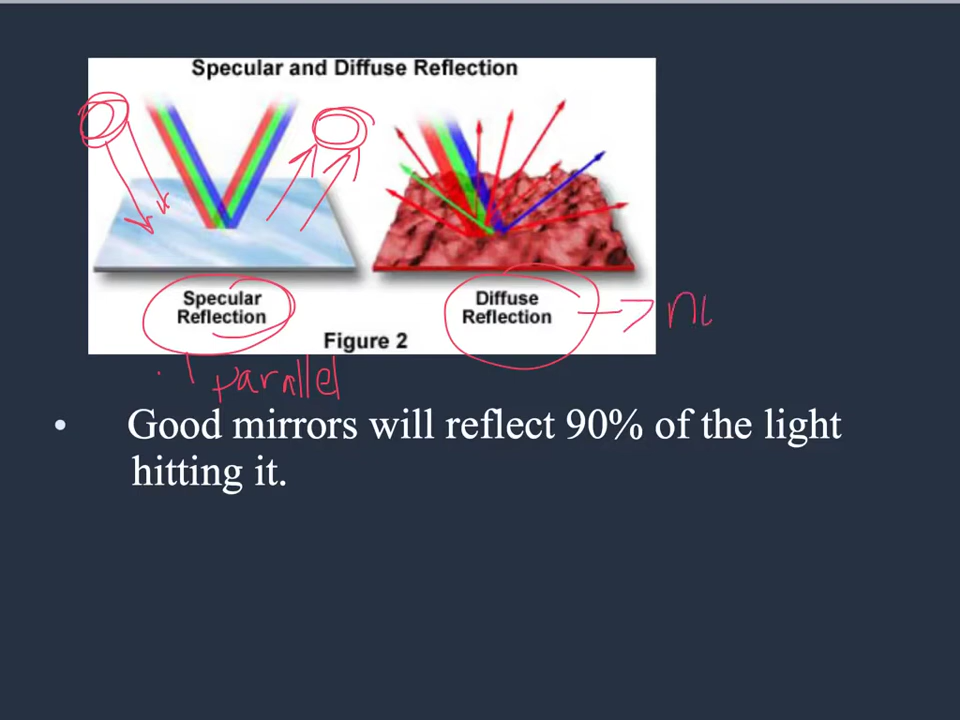 Specular and Diffuse Reflection
Specular
Reflection
Diffuse
Reflection
Figure 2
parallel
• Good mirrors will reflect 90% of the light
hitting it.